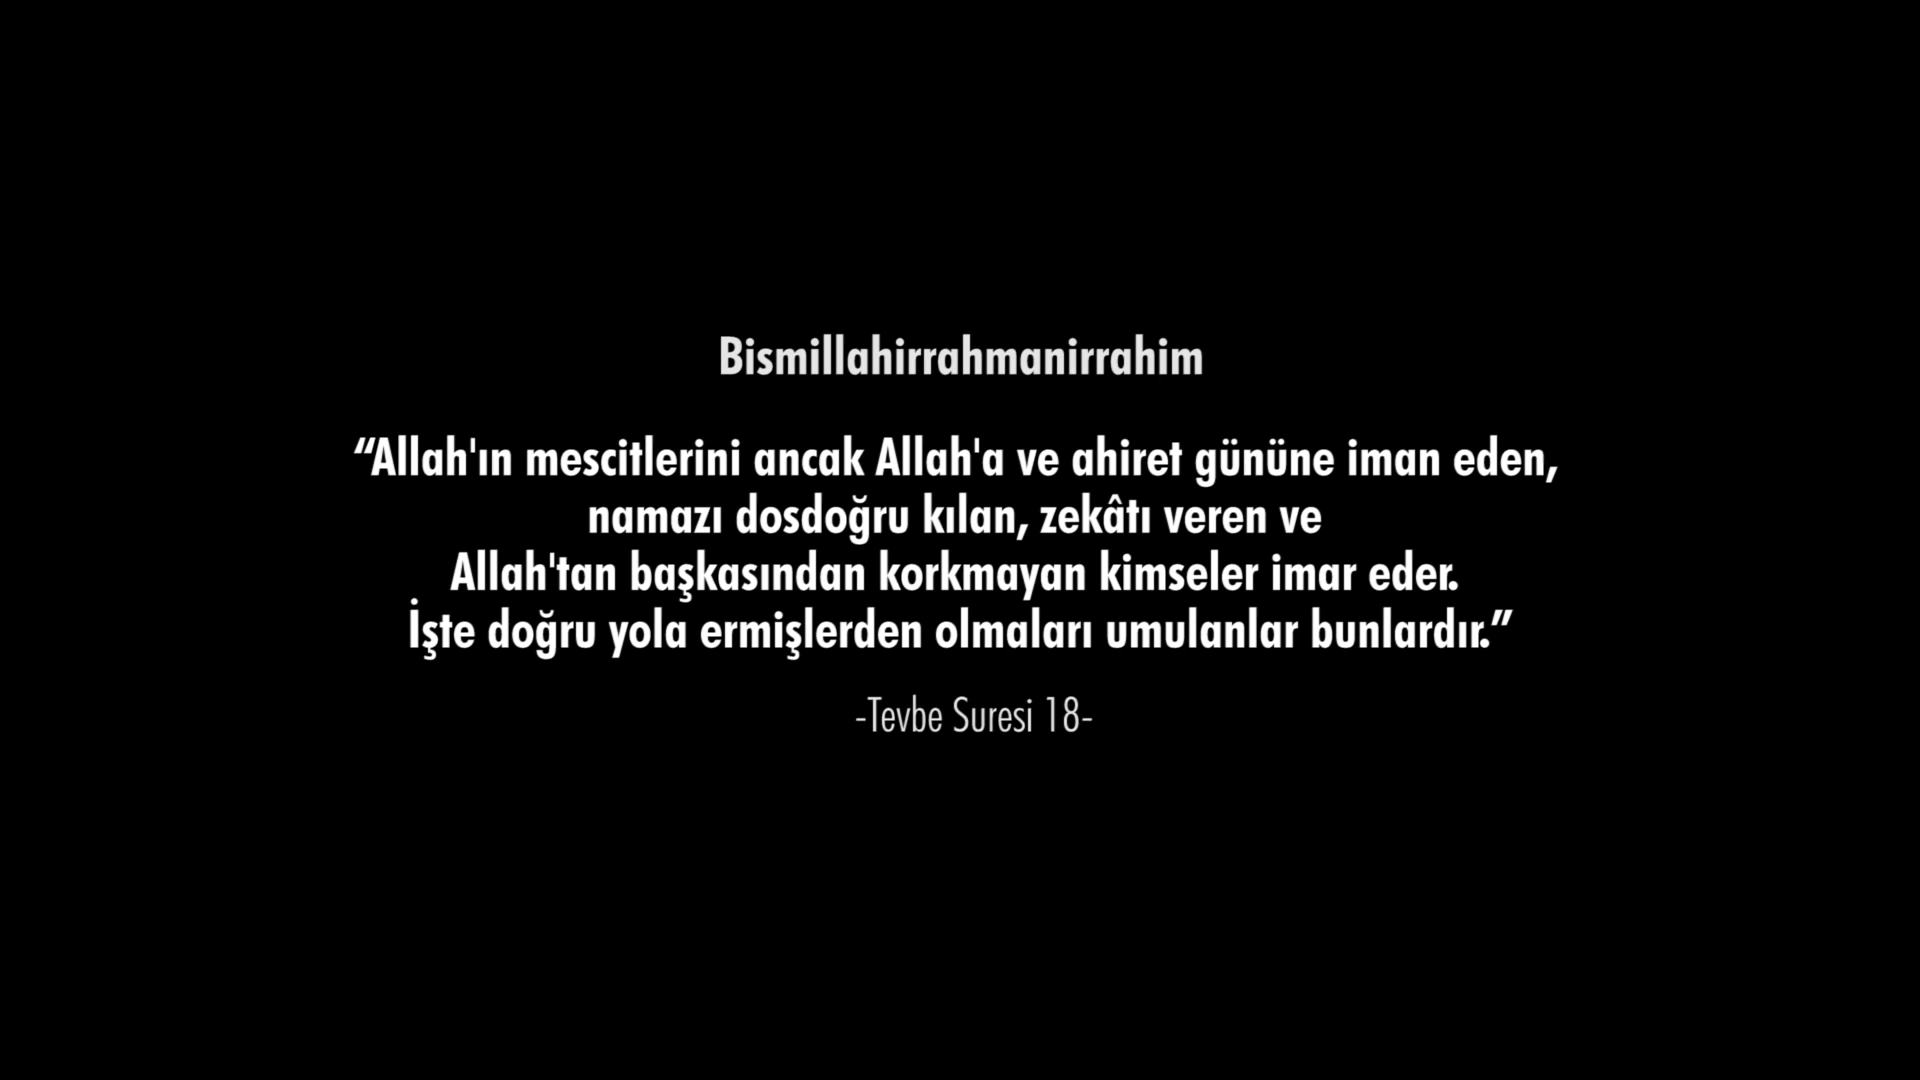 Bismillahirrahmanirrahim
“Allah'ın mescitlerini ancak Allah'a ve ahiret gününe iman eden,
namazı dosdoğru kılan, zekâtı veren ve
Allah'tan başkasından korkmayan kimseler imar eder.
İşte doğru yola ermişlerden olmaları umulanlar bunlardır.”
-Tevbe Suresi 18-